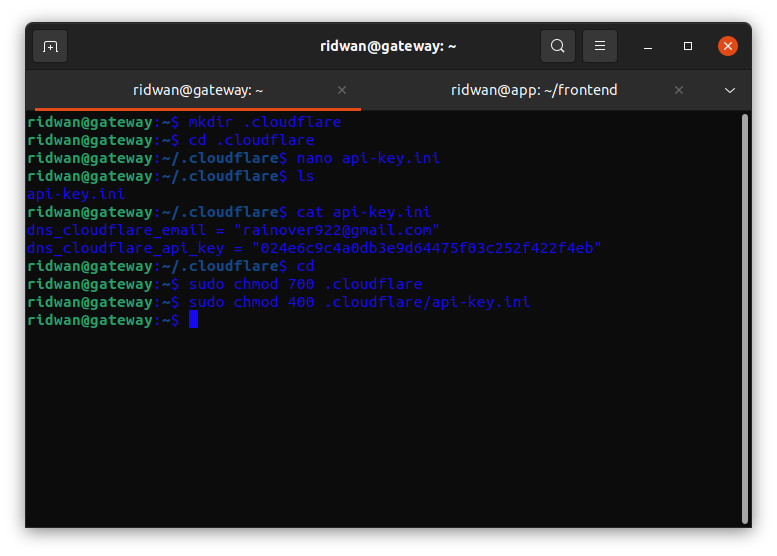 ridwan@gateway: ~
ridwan@gateway: ~
ridwan@app: ~/frontend
ridwan@gateway:~$ mkdir .cloudflare
ridwan@gateway:~$ cd .cloudflare
ridwan@gateway:~/.cloudflare$ nano api-key.ini
ridwan@gateway:~/.cloudflare$ ls
api-key.ini
ridwan@gateway:~/.cloudflare$ cat api-key.ini
dns_cloudflare_email = "rainover922@gmail.com"
dns_cloudflare_api_key = "024e6c9c4a0db3e9d64475f03c252f422f4eb"
ridwan@gateway:~/.cloudflare$ cd
ridwan@gateway:~$ sudo chmod 700 .cloudflare
ridwan@gateway:~$ sudo chmod 400 .cloudflare/api-key.ini
ridwan@gateway:~$